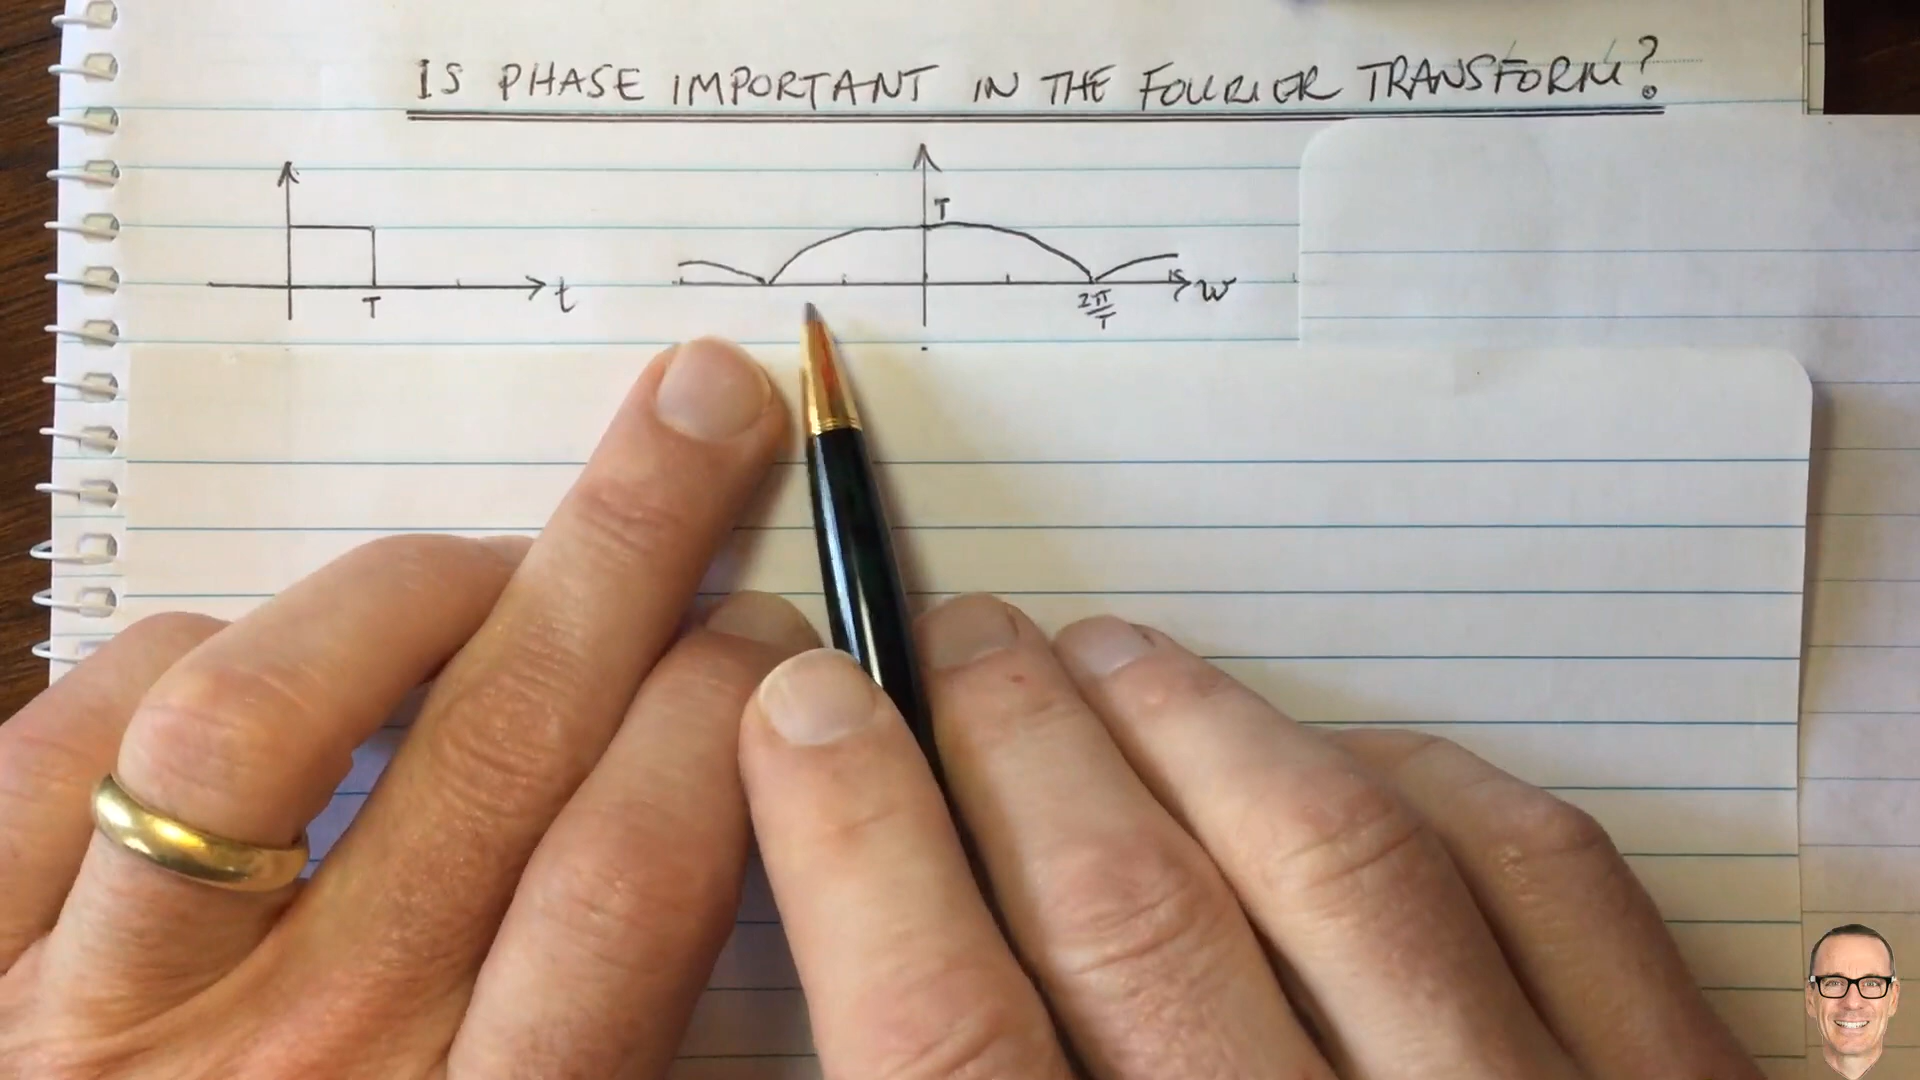 IS PHASE IMPORTANT IN THE FOURIER TRANSFORM?
T
T
t
2π/T
w